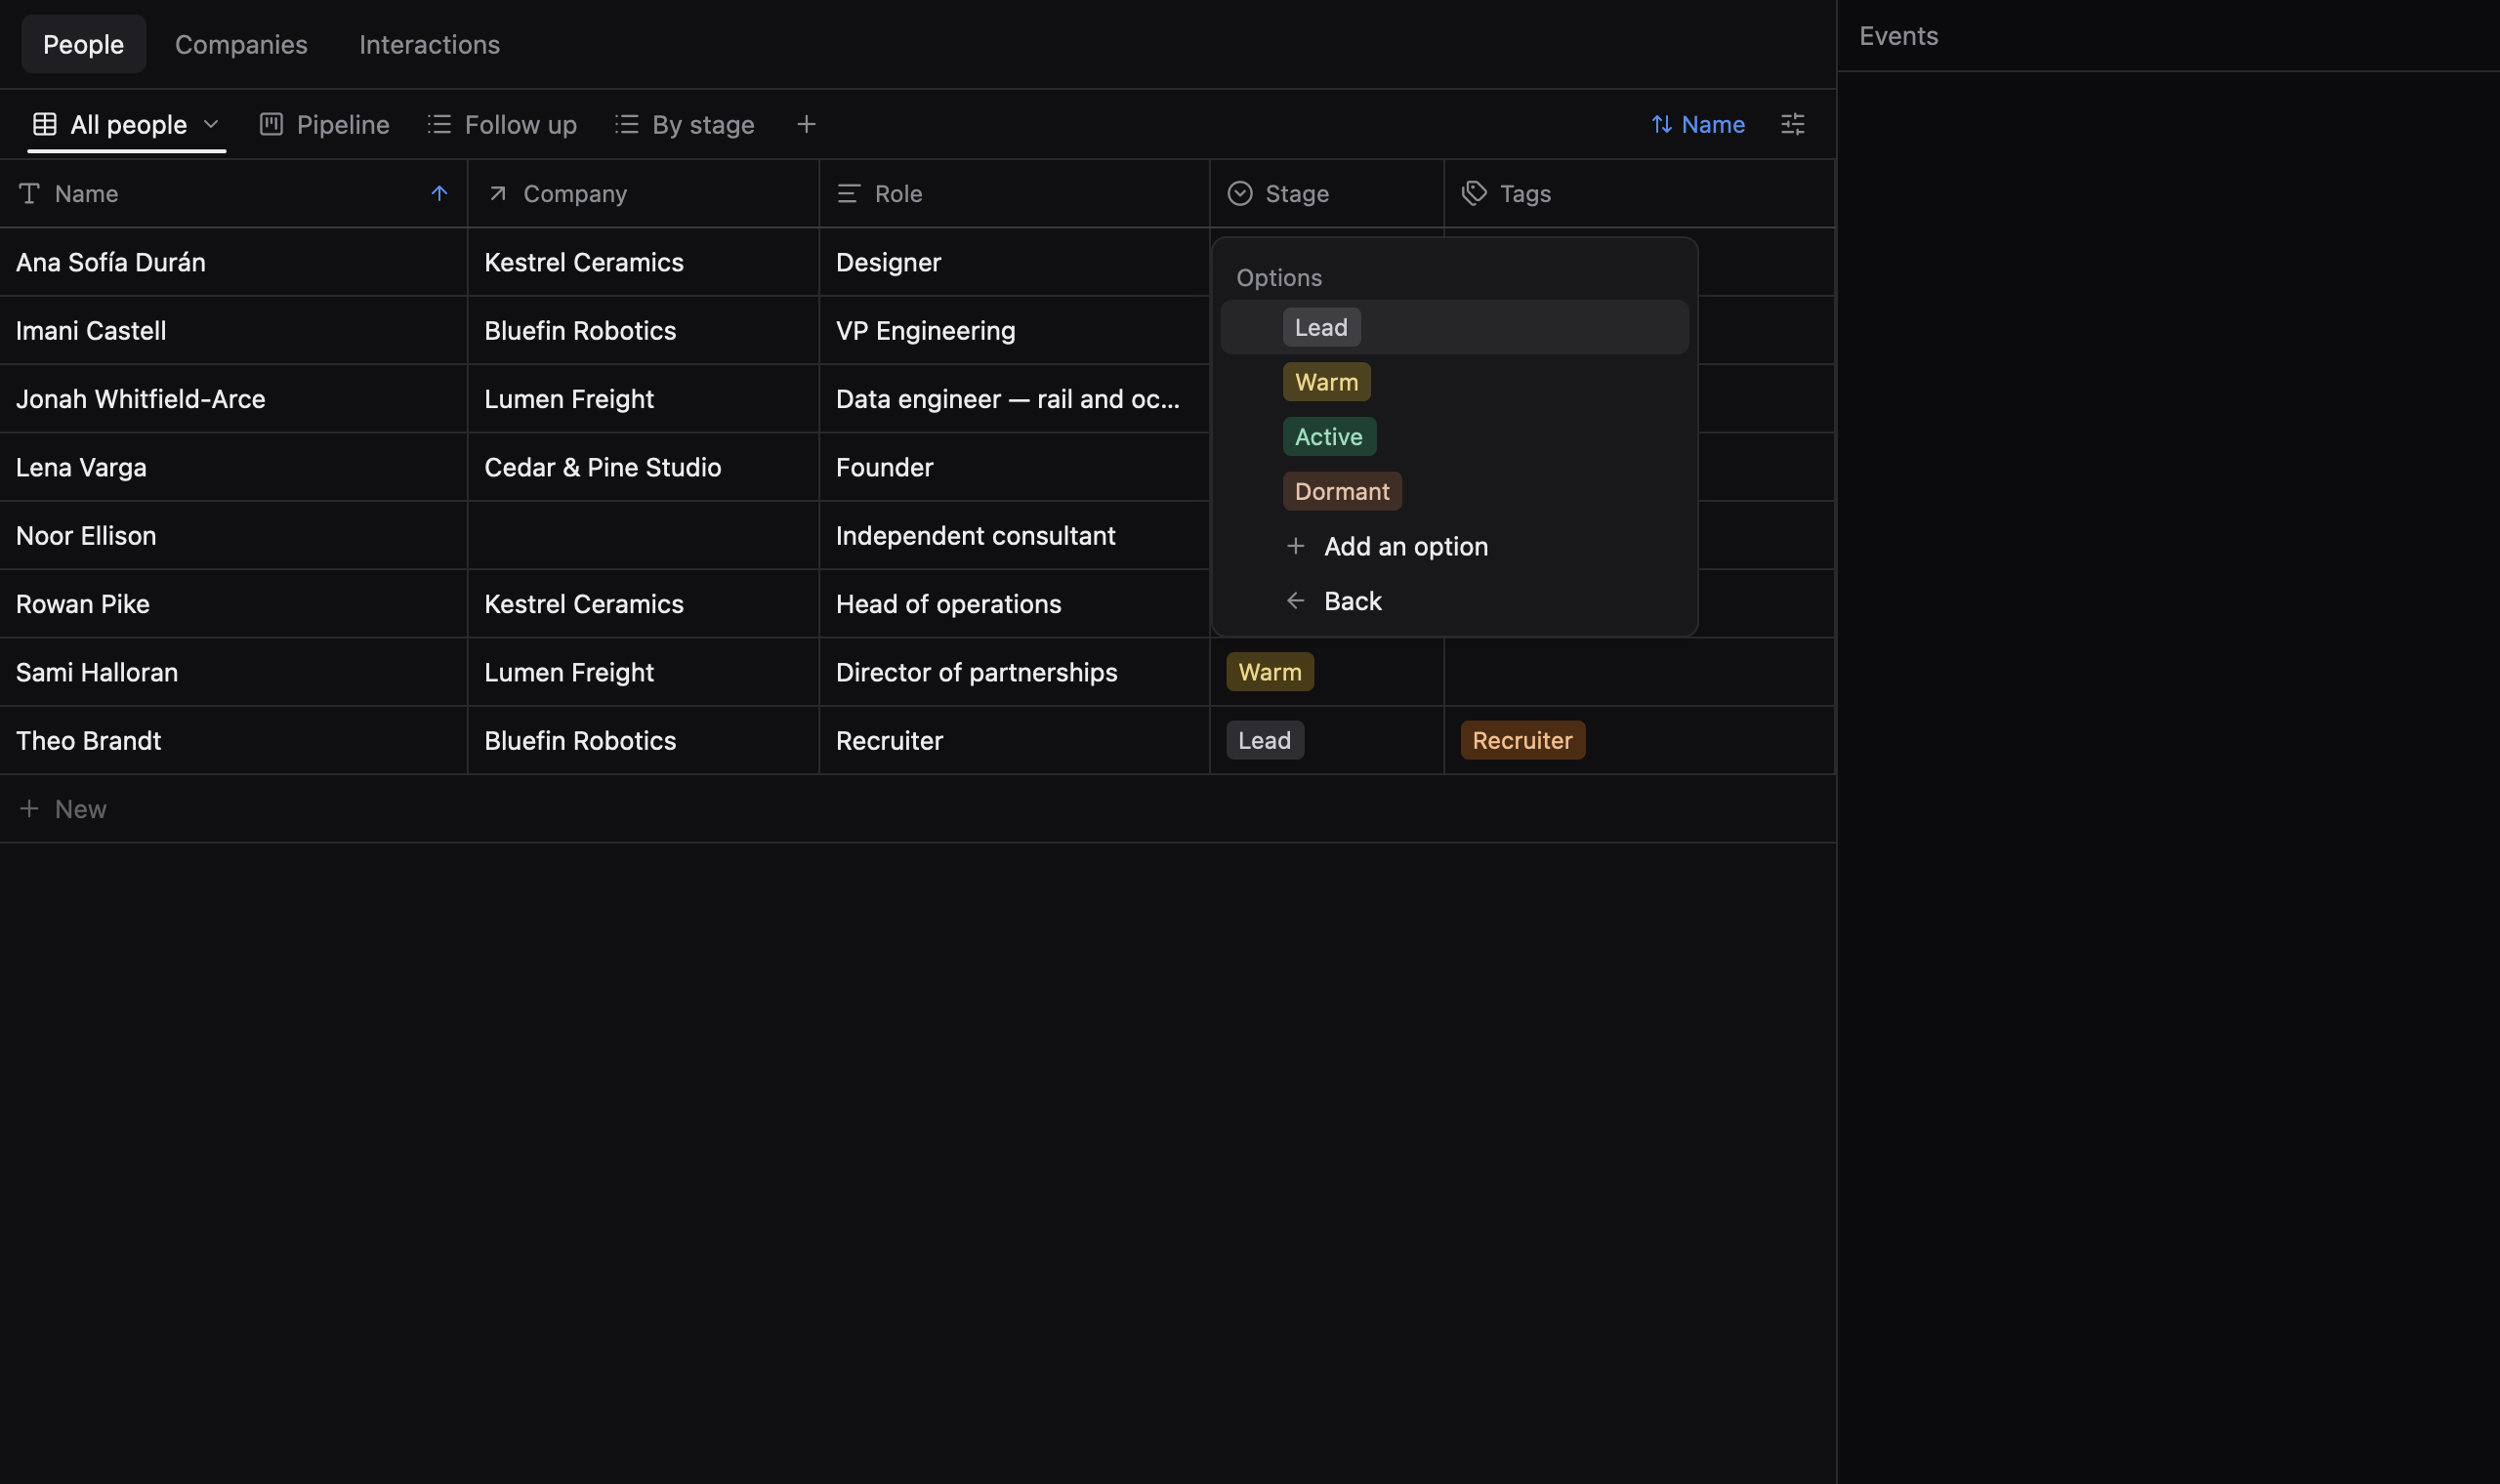 People Companies Interactions
Events
All people Pipeline Follow up By stage
Name
Name Company Role Stage Tags
Ana Sofía Durán Kestrel Ceramics Designer
Options
Imani Castell Bluefin Robotics VP Engineering
Lead
Warm
Jonah Whitfield-Arce Lumen Freight Data engineer — rail and oc...
Active
Lena Varga Cedar & Pine Studio Founder
Dormant
Noor Ellison Independent consultant
Add an option
Rowan Pike Kestrel Ceramics Head of operations
Back
Sami Halloran Lumen Freight Director of partnerships Warm
Theo Brandt Bluefin Robotics Recruiter Lead Recruiter
New